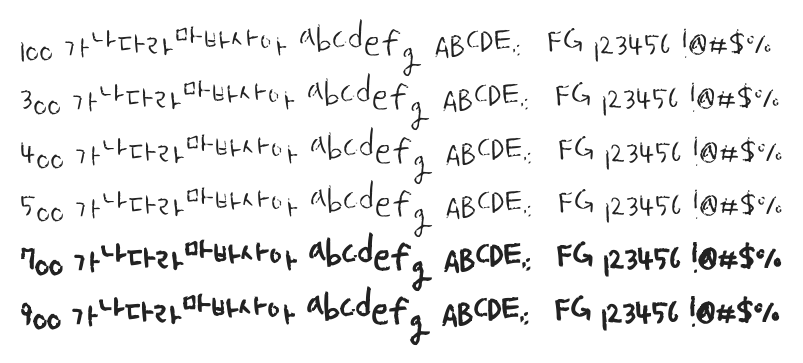 100 가나다라마바사아 abcdefg ABCDE,: FG 123456 !@#$%
300 가나다라마바사아 abcdefg ABCDE,: FG 123456 !@#$%
400 가나다라마바사아 abcdefg ABCDE,: FG 123456 !@#$%
500 가나다라마바사아 abcdefg ABCDE,: FG 123456 !@#$%
700 가나다라마바사아 abcdefg ABCDE,: FG 123456 !@#$%
900 가나다라마바사아 abcdefg ABCDE,: FG 123456 !@#$%